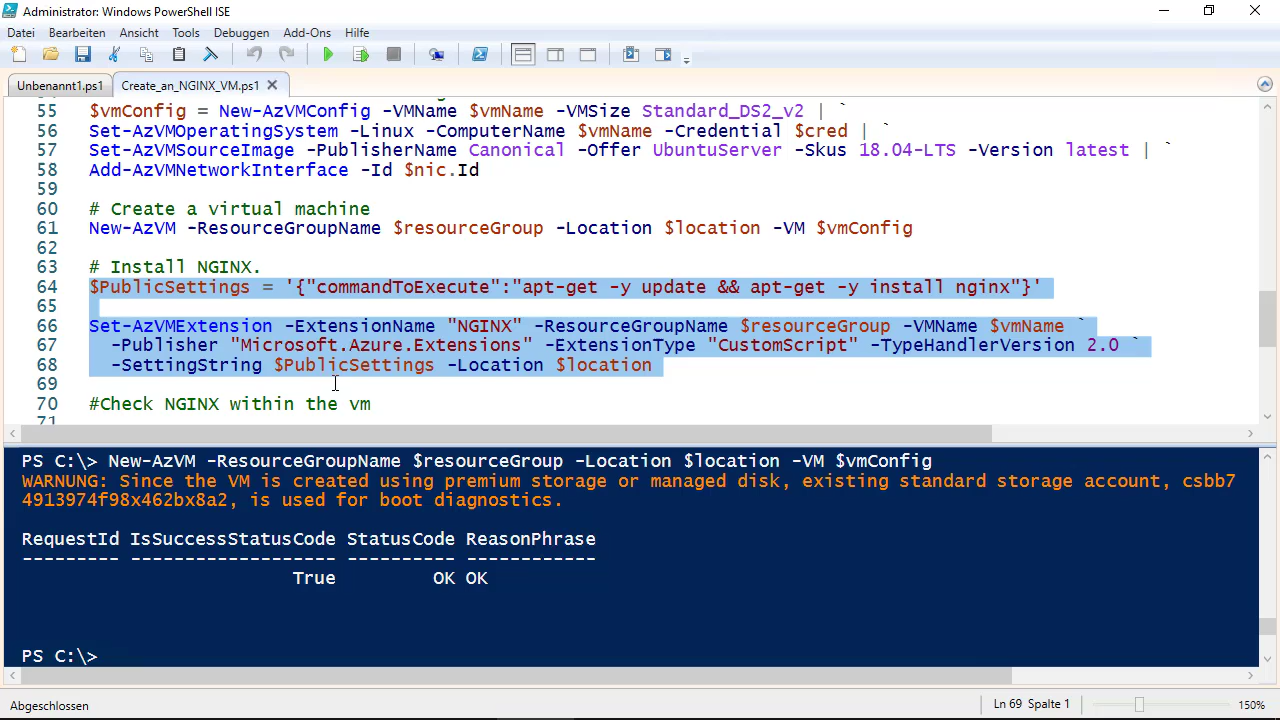 Administrator: Windows PowerShell ISE
Datei Bearbeiten Ansicht Tools Debuggen Add-Ons Hilfe
Unbenannt1.ps1 Create_an_NGINX_VM.ps1
55 $vmConfig = New-AzVMConfig -VMName $vmName -VMSize Standard_DS2_v2 | `
56 Set-AzVMOperatingSystem -Linux -ComputerName $vmName -Credential $cred | `
57 Set-AzVMSourceImage -PublisherName Canonical -Offer UbuntuServer -Skus 18.04-LTS -Version latest | `
58 Add-AzVMNetworkInterface -Id $nic.Id
59
60 # Create a virtual machine
61 New-AzVM -ResourceGroupName $resourceGroup -Location $location -VM $vmConfig
62
63 # Install NGINX.
64 $PublicSettings = '{"commandToExecute":"apt-get -y update && apt-get -y install nginx"}'
65
66 Set-AzVMExtension -ExtensionName "NGINX" -ResourceGroupName $resourceGroup -VMName $vmName `
67 -Publisher "Microsoft.Azure.Extensions" -ExtensionType "CustomScript" -TypeHandlerVersion 2.0 `
68 -SettingString $PublicSettings -Location $location
69
70 #Check NGINX within the vm
71
PS C:\> New-AzVM -ResourceGroupName $resourceGroup -Location $location -VM $vmConfig
WARNUNG: Since the VM is created using premium storage or managed disk, existing standard storage account, csbb7
4913974f98x462bx8a2, is used for boot diagnostics.
RequestId IsSuccessStatusCode StatusCode ReasonPhrase
--------- ------------------- ---------- ------------
True OK OK
PS C:\>
Abgeschlossen Ln 69 Spalte 1 150%